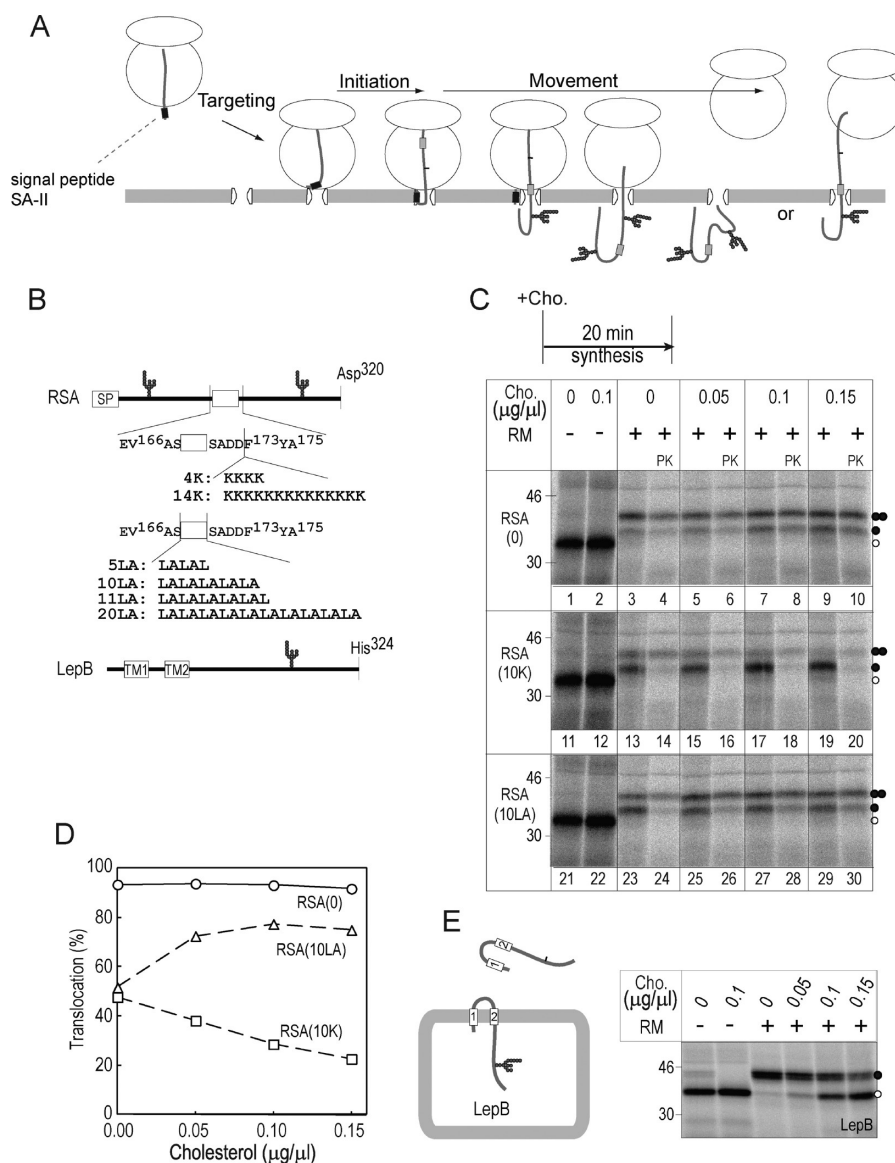 A
Targeting
Initiation
Movement
signal peptide
SA-II
or
B
RSA
SP
Asp320
EV166AS SADDF173YA175
4K: KKKK
14K: KKKKKKKKKKKKKK
EV166AS SADDF173YA175
5LA: LALAL
10LA: LALALALALA
11LA: LALALALALAL
20LA: LALALALALALALALALALA
LepB
TM1 TM2
His324
C
+Cho.
20 min
synthesis
Cho. (μg/μl) 0 0.1 0 0.05 0.1 0.15
RM - - + + + + + + + +
PK PK PK PK
46
RSA
(0)
30
1 2 3 4 5 6 7 8 9 10
46
RSA
(10K)
30
11 12 13 14 15 16 17 18 19 20
46
RSA
(10LA)
30
21 22 23 24 25 26 27 28 29 30
D
Translocation (%)
100
80
60
40
20
0
RSA(0)
RSA(10LA)
RSA(10K)
0.00 0.05 0.10 0.15
Cholesterol (μg/μl)
E
1 2
1 2
LepB
Cho. (μg/μl) 0 0.1 0 0.05 0.1 0.15
RM - - + + + +
46
30
LepB